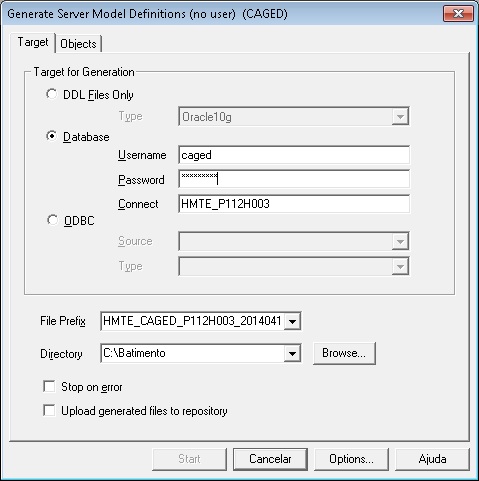 Generate Server Model Definitions (no user) (CAGED)
Target Objects
Target for Generation
DDL Files Only
Type Oracle10g
Database
Username caged
Password *********
Connect HMTE_P112H003
ODBC
Source
Type
File Prefix HMTE_CAGED_P112H003_2014041
Directory C:\Batimento Browse...
Stop on error
Upload generated files to repository
Start Cancelar Options... Ajuda